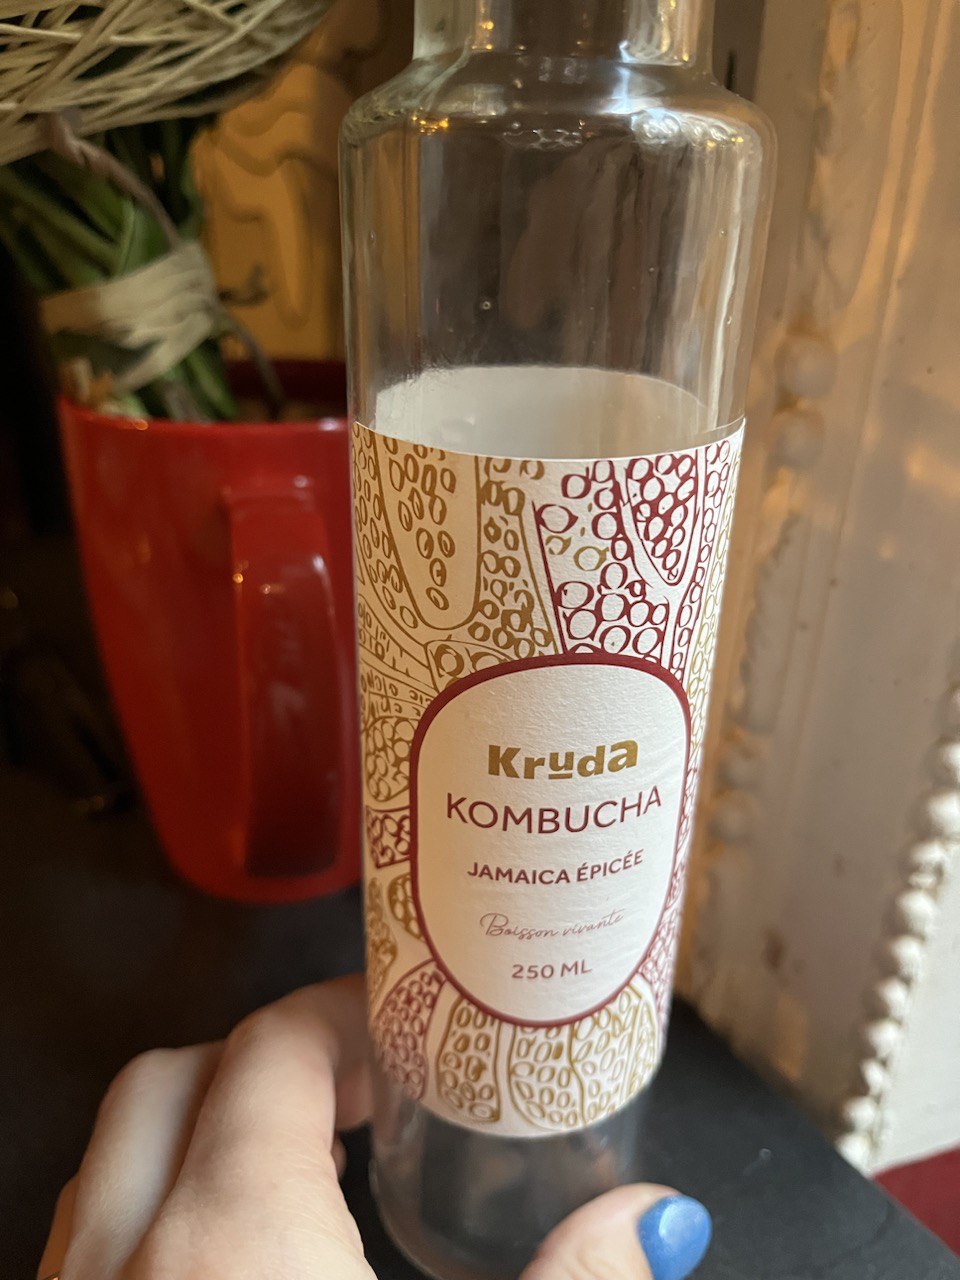 Kruda
KOMBUCHA
JAMAICA ÉPICÉE
Boisson vivante
250 ML